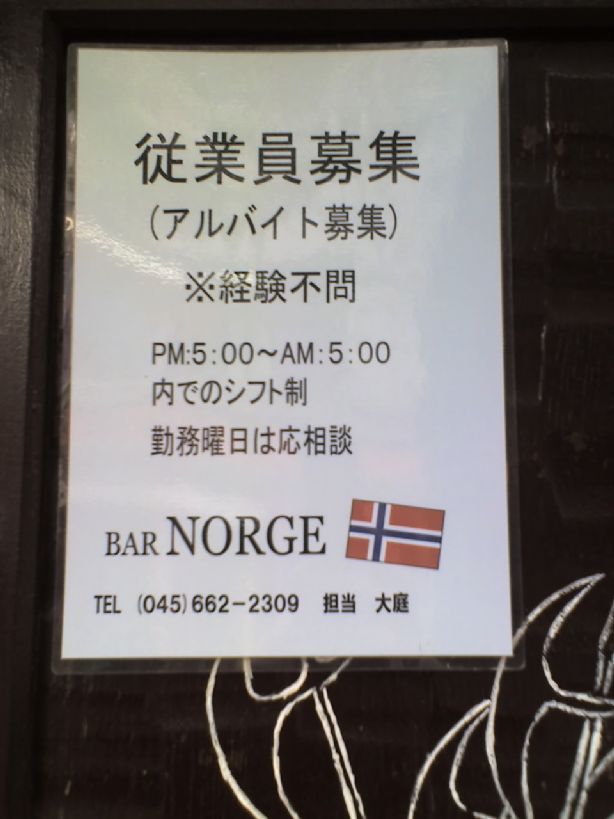 従業員募集
(アルバイト募集)
※経験不問
PM:5:00～AM:5:00
内でのシフト制
勤務曜日は応相談
BAR NORGE
TEL (045)662-2309 担当 大庭